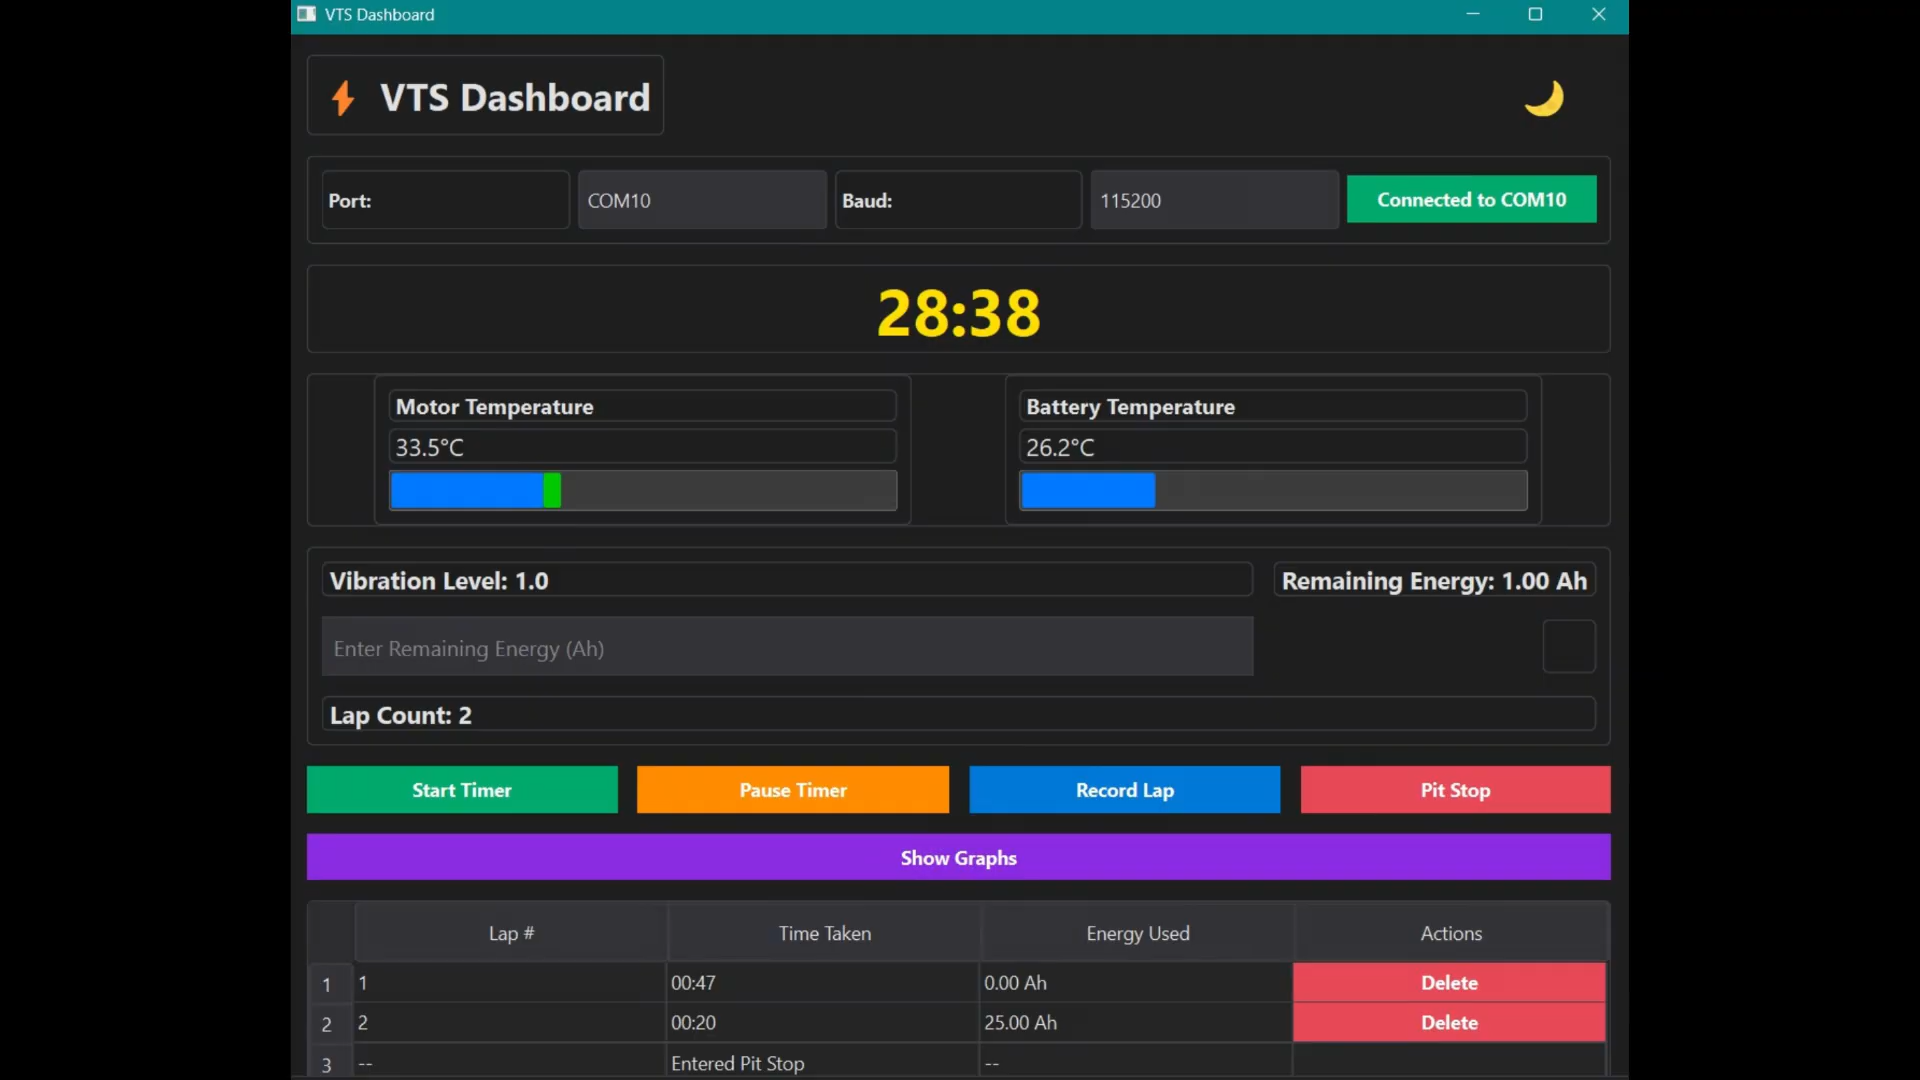 VTS Dashboard
VTS Dashboard
Port: COM10 Baud: 115200 Connected to COM10
28:38
Motor Temperature
33.5°C
Battery Temperature
26.2°C
Vibration Level: 1.0 Remaining Energy: 1.00 Ah
Enter Remaining Energy (Ah)
Lap Count: 2
Start Timer Pause Timer Record Lap Pit Stop
Show Graphs
Lap # Time Taken Energy Used Actions
1 1 00:47 0.00 Ah Delete
2 2 00:20 25.00 Ah Delete
3 -- Entered Pit Stop --